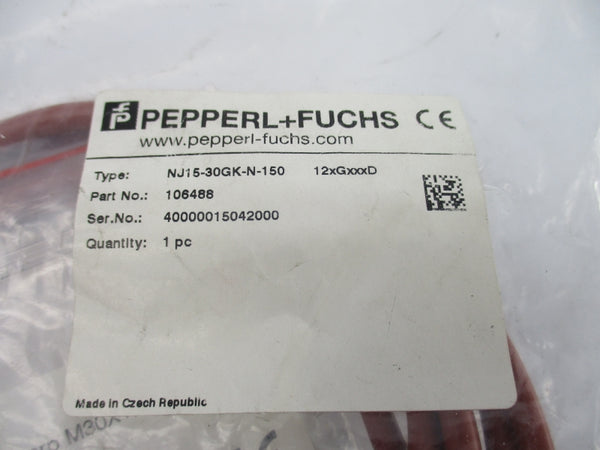 PEPPERL+FUCHS CE
www.pepperl-fuchs.com
Type: NJ15-30GK-N-150 12xGxxxD
Part No.: 106488
Ser.No.: 40000015042000
Quantity: 1 pc
Made in Czech Republic
M30X